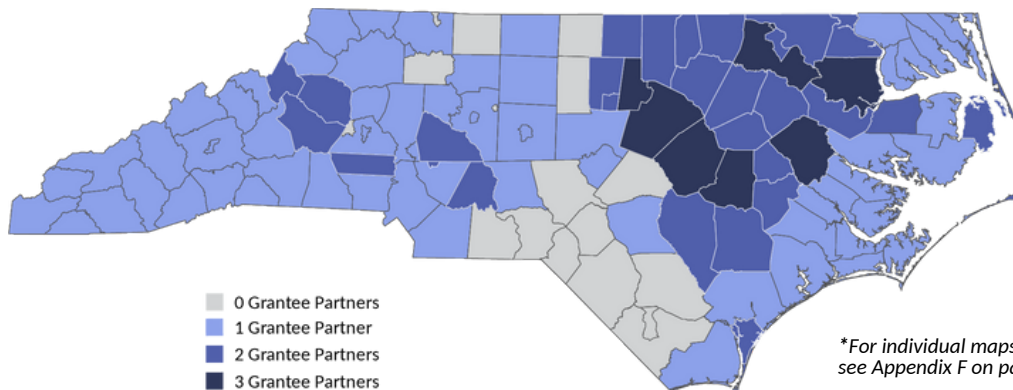 0 Grantee Partners
1 Grantee Partner
2 Grantee Partners
3 Grantee Partners
*For individual maps
see Appendix F on